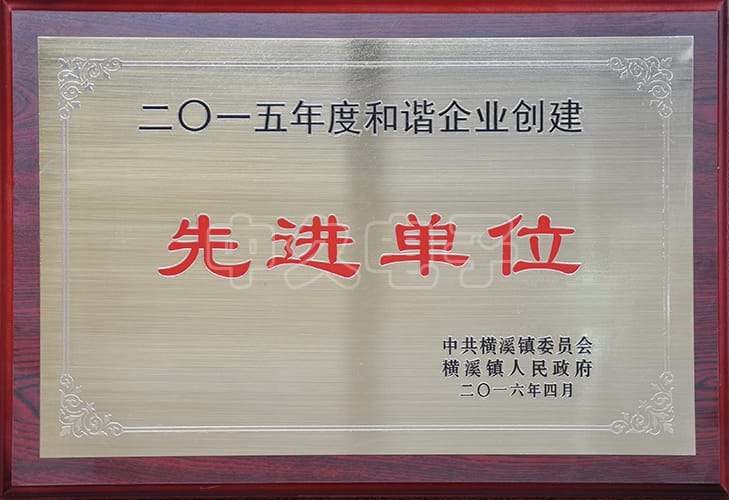 二〇一五年度和谐企业创建
先进单位
中共横溪镇委员会
横溪镇人民政府
二〇一六年四月